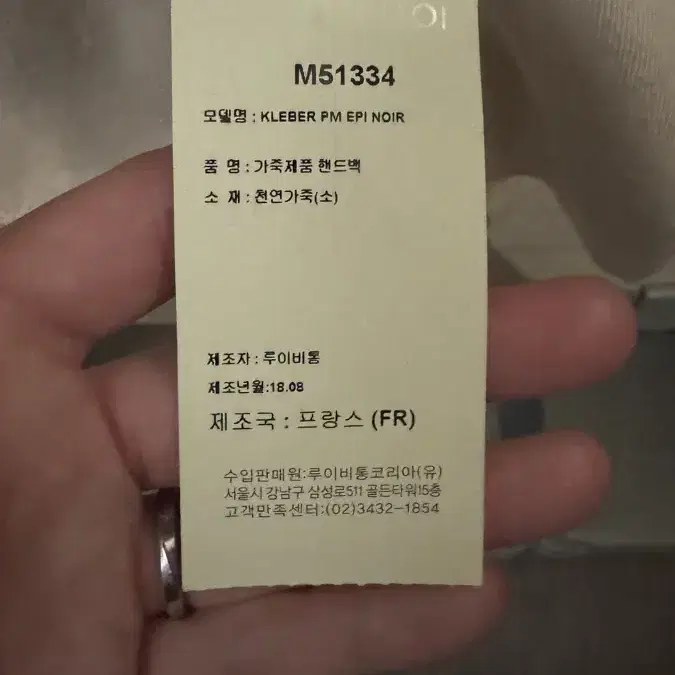 M51334
모델명 : KLEBER PM EPI NOIR
품 명 : 가죽제품 핸드백
소 재 : 천연가죽(소)
제조자 : 루이비통
제조년월:18.08
제조국 : 프랑스 (FR)
수입판매원:루이비통코리아(유)
서울시 강남구 삼성로511 골든타워15층
고객만족센터:(02)3432-1854